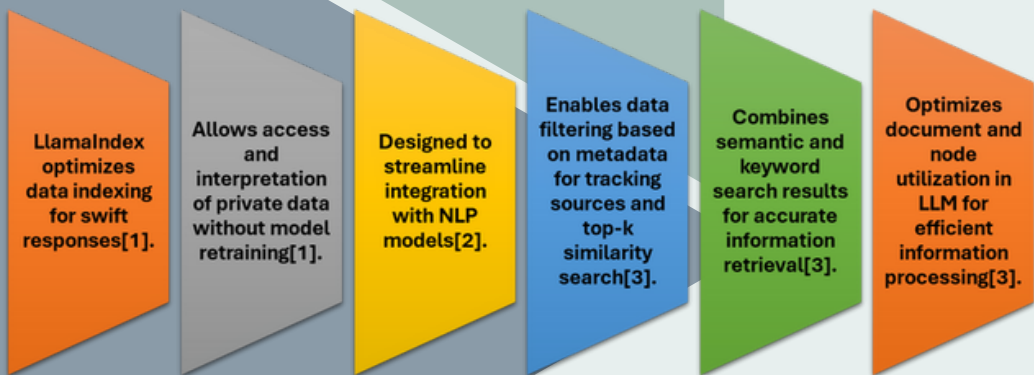 LlamaIndex
optimizes
data indexing
for swift
responses[1].
Allows access
and
interpretation
of private data
without model
retraining[1].
Designed to
streamline
integration
with NLP
models[2].
Enables data
filtering based
on metadata
for tracking
sources and
top-k
similarity
search[3].
Combines
semantic and
keyword
search results
for accurate
information
retrieval[3].
Optimizes
document and
node
utilization in
LLM for
efficient
information
processing[3].